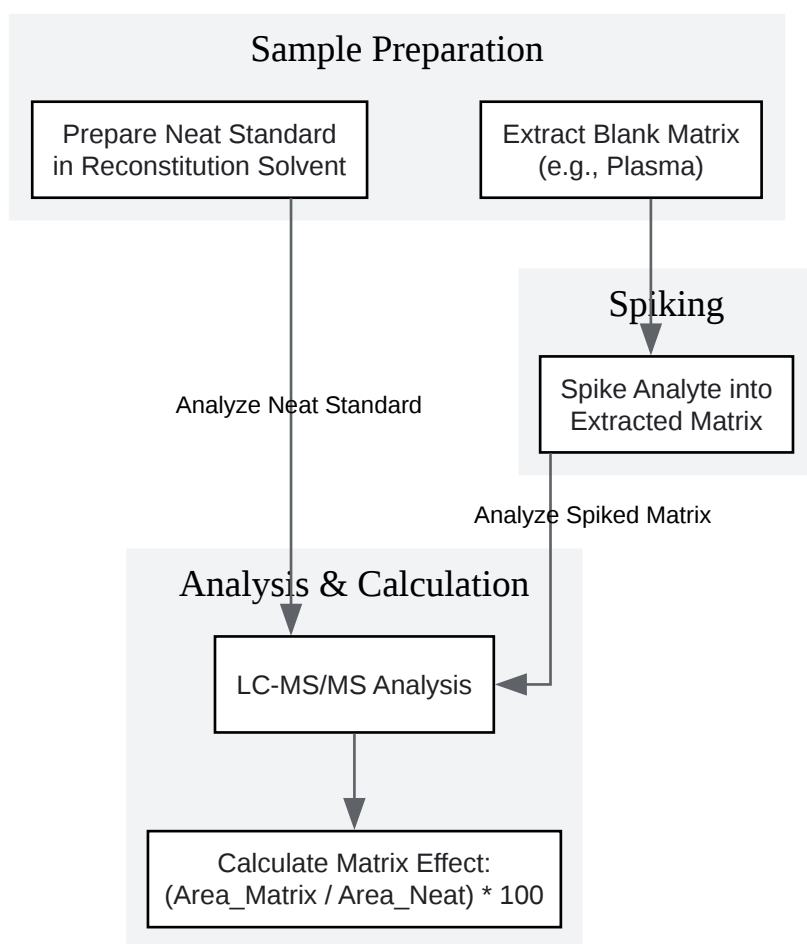 Sample Preparation
Prepare Neat Standard
in Reconstitution Solvent
Extract Blank Matrix
(e.g., Plasma)
Spiking
Spike Analyte into
Extracted Matrix
Analyze Neat Standard
Analyze Spiked Matrix
Analysis & Calculation
LC-MS/MS Analysis
Calculate Matrix Effect:
(Area_Matrix / Area_Neat) * 100